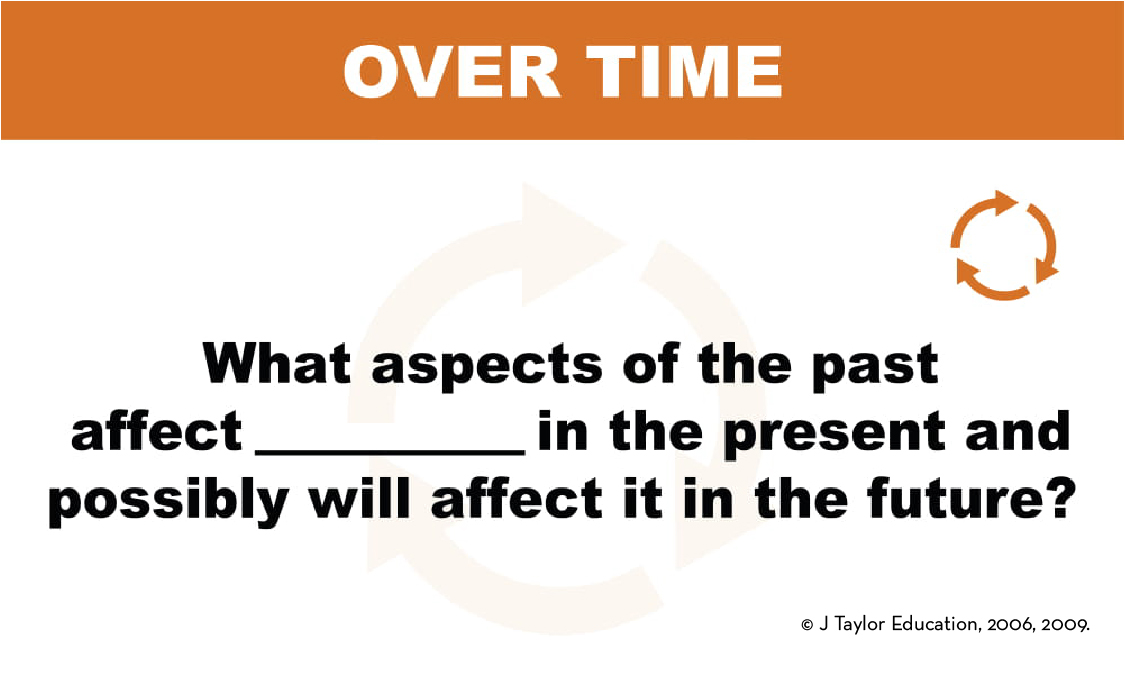 OVER TIME
What aspects of the past
affect __________ in the present and
possibly will affect it in the future?
© J Taylor Education, 2006, 2009.